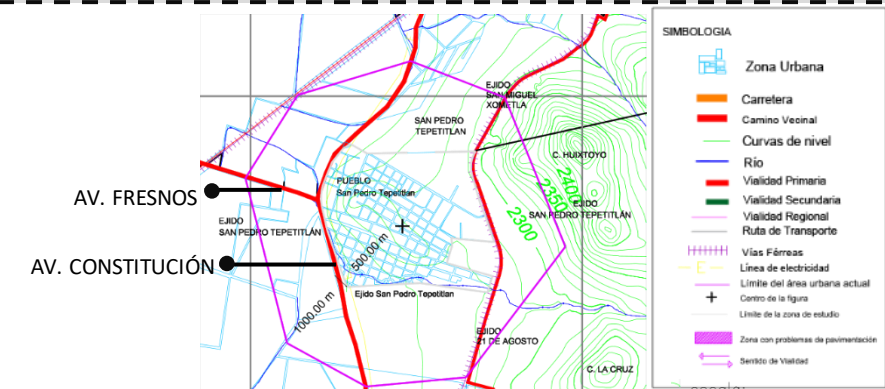 AV. FRESNOS
AV. CONSTITUCIÓN
EJIDO
SAN MIGUEL
XOMETLA
SAN PEDRO
TEPETITLAN
C. HUIXTOYO
PUEBLO
San Pedro Tepetitlan
2400
2350
2300
EJIDO
SAN PEDRO TEPETITLÁN
EJIDO
SAN PEDRO TEPETITLÁN
500.00 m
1000.00 m
Ejido San Pedro Tepetitlan
EJIDO
21 DE AGOSTO
C. LA CRUZ
SIMBOLOGIA
Zona Urbana
Carretera
Camino Vecinal
Curvas de nivel
Río
Vialidad Primaria
Vialidad Secundaria
Vialidad Regional
Ruta de Transporte
Vías Férreas
E
Línea de electricidad
Límite del área urbana actual
Centro de la figura
Límite de la zona de estudio
Zona con problemas de pavimentación
Sentido de Vialidad